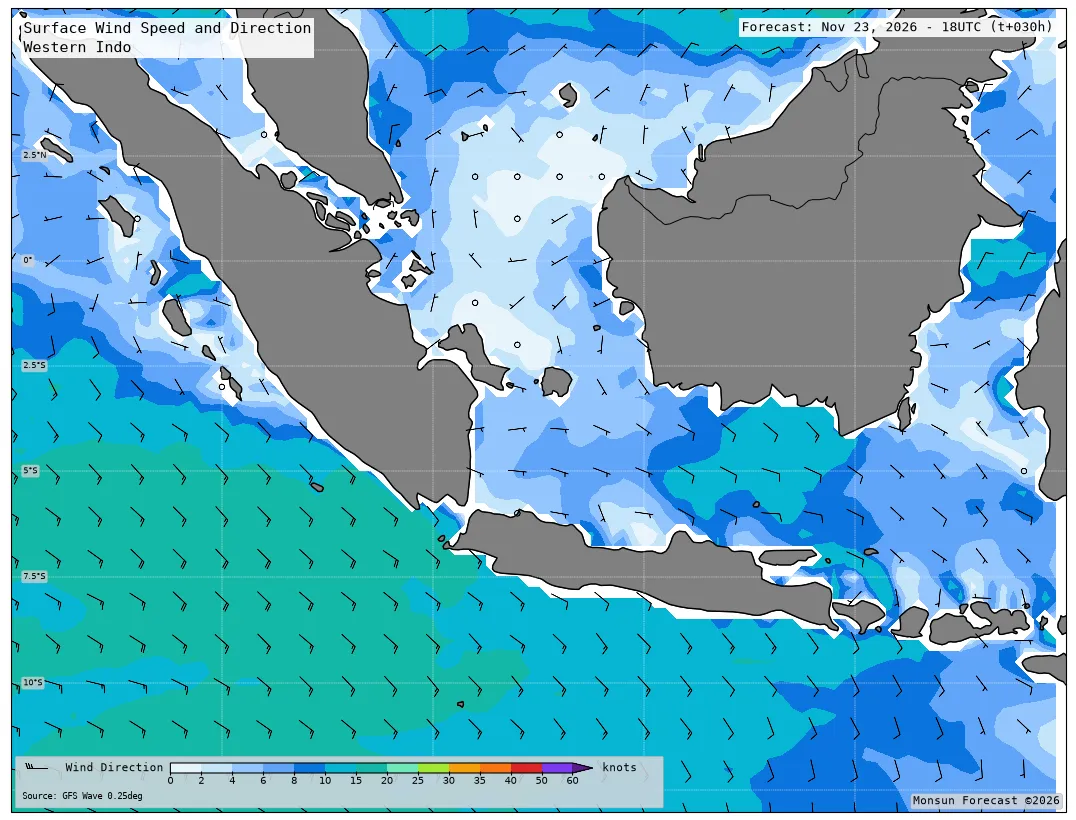 Surface Wind Speed and Direction
Western Indo
Forecast: Nov 23, 2026 - 18UTC (t+030h)
2.5°N
0°
2.5°S
5°S
7.5°S
10°S
Wind Direction
0 2 4 6 8 10 15 20 25 30 35 40 50 60
knots
Source: GFS Wave 0.25deg
Monsun Forecast ©2026